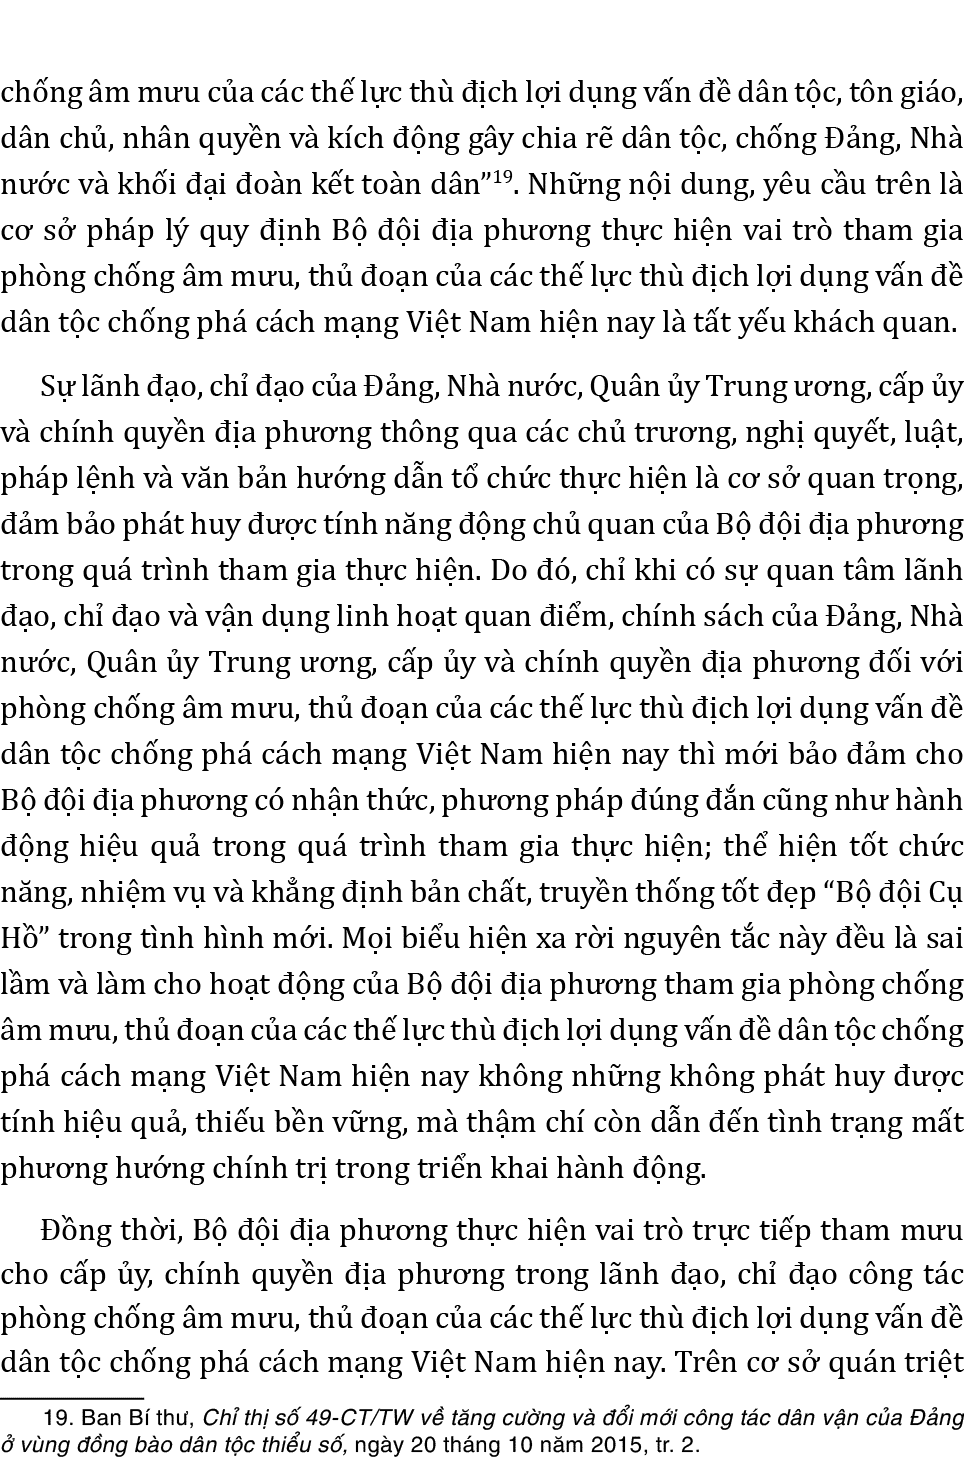 chống âm mưu của các thế lực thù địch lợi dụng vấn đề dân tộc, tôn giáo,
dân chủ, nhân quyền và kích động gây chia rẽ dân tộc, chống Đảng, Nhà
nước và khối đại đoàn kết toàn dân”¹⁹. Những nội dung, yêu cầu trên là
cơ sở pháp lý quy định Bộ đội địa phương thực hiện vai trò tham gia
phòng chống âm mưu, thủ đoạn của các thế lực thù địch lợi dụng vấn đề
dân tộc chống phá cách mạng Việt Nam hiện nay là tất yếu khách quan.
Sự lãnh đạo, chỉ đạo của Đảng, Nhà nước, Quân ủy Trung ương, cấp ủy
và chính quyền địa phương thông qua các chủ trương, nghị quyết, luật,
pháp lệnh và văn bản hướng dẫn tổ chức thực hiện là cơ sở quan trọng,
đảm bảo phát huy được tính năng động chủ quan của Bộ đội địa phương
trong quá trình tham gia thực hiện. Do đó, chỉ khi có sự quan tâm lãnh
đạo, chỉ đạo và vận dụng linh hoạt quan điểm, chính sách của Đảng, Nhà
nước, Quân ủy Trung ương, cấp ủy và chính quyền địa phương đối với
phòng chống âm mưu, thủ đoạn của các thế lực thù địch lợi dụng vấn đề
dân tộc chống phá cách mạng Việt Nam hiện nay thì mới bảo đảm cho
Bộ đội địa phương có nhận thức, phương pháp đúng đắn cũng như hành
động hiệu quả trong quá trình tham gia thực hiện; thể hiện tốt chức
năng, nhiệm vụ và khẳng định bản chất, truyền thống tốt đẹp “Bộ đội Cụ
Hồ” trong tình hình mới. Mọi biểu hiện xa rời nguyên tắc này đều là sai
lầm và làm cho hoạt động của Bộ đội địa phương tham gia phòng chống
âm mưu, thủ đoạn của các thế lực thù địch lợi dụng vấn đề dân tộc chống
phá cách mạng Việt Nam hiện nay không những không phát huy được
tính hiệu quả, thiếu bền vững, mà thậm chí còn dẫn đến tình trạng mất
phương hướng chính trị trong triển khai hành động.
Đồng thời, Bộ đội địa phương thực hiện vai trò trực tiếp tham mưu
cho cấp ủy, chính quyền địa phương trong lãnh đạo, chỉ đạo công tác
phòng chống âm mưu, thủ đoạn của các thế lực thù địch lợi dụng vấn đề
dân tộc chống phá cách mạng Việt Nam hiện nay. Trên cơ sở quán triệt
19. Ban Bí thư, Chỉ thị số 49-CT/TW về tăng cường và đổi mới công tác dân vận của Đảng
ở vùng đồng bào dân tộc thiểu số, ngày 20 tháng 10 năm 2015, tr. 2.